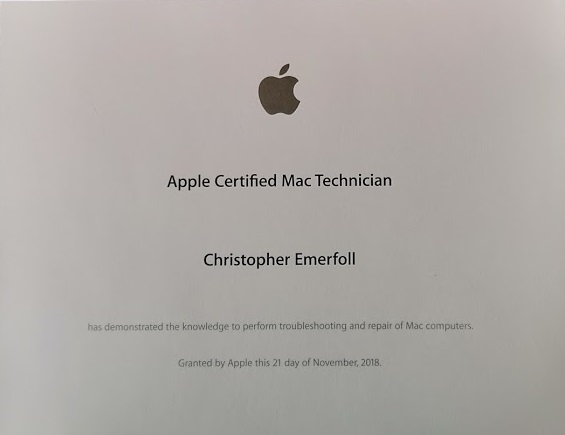 Apple Certified Mac Technician
Christopher Emerfoll
has demonstrated the knowledge to perform troubleshooting and repair of Mac computers.
Granted by Apple this 21 day of November, 2018.